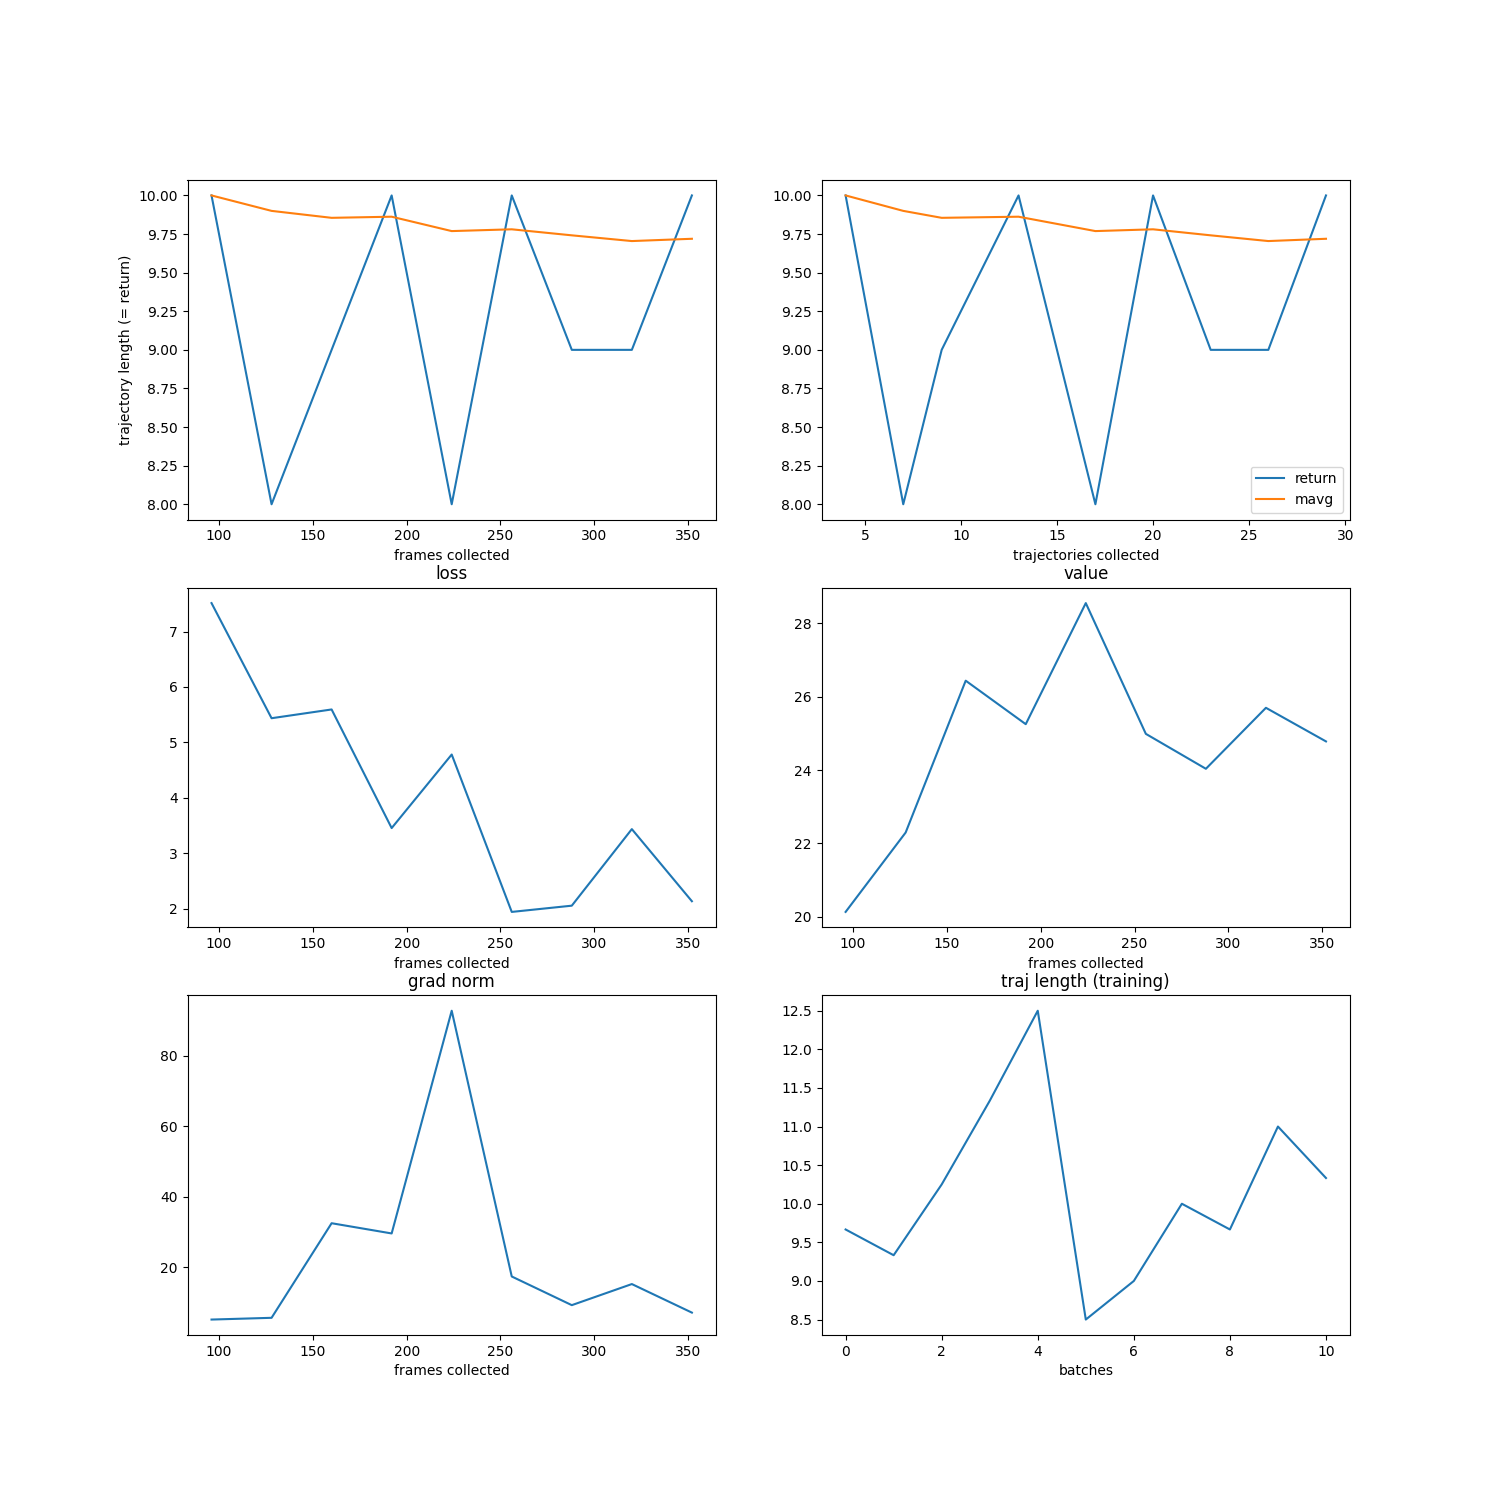 trajectory length (= return)
10.00
9.75
9.50
9.25
9.00
8.75
8.50
8.25
8.00
100 150 200 250 300 350
frames collected
10.00
9.75
9.50
9.25
9.00
8.75
8.50
8.25
8.00
return
mavg
5 10 15 20 25 30
trajectories collected
loss
7
6
5
4
3
2
100 150 200 250 300 350
frames collected
value
28
26
24
22
20
100 150 200 250 300 350
frames collected
grad norm
80
60
40
20
100 150 200 250 300 350
frames collected
traj length (training)
12.5
12.0
11.5
11.0
10.5
10.0
9.5
9.0
8.5
0 2 4 6 8 10
batches